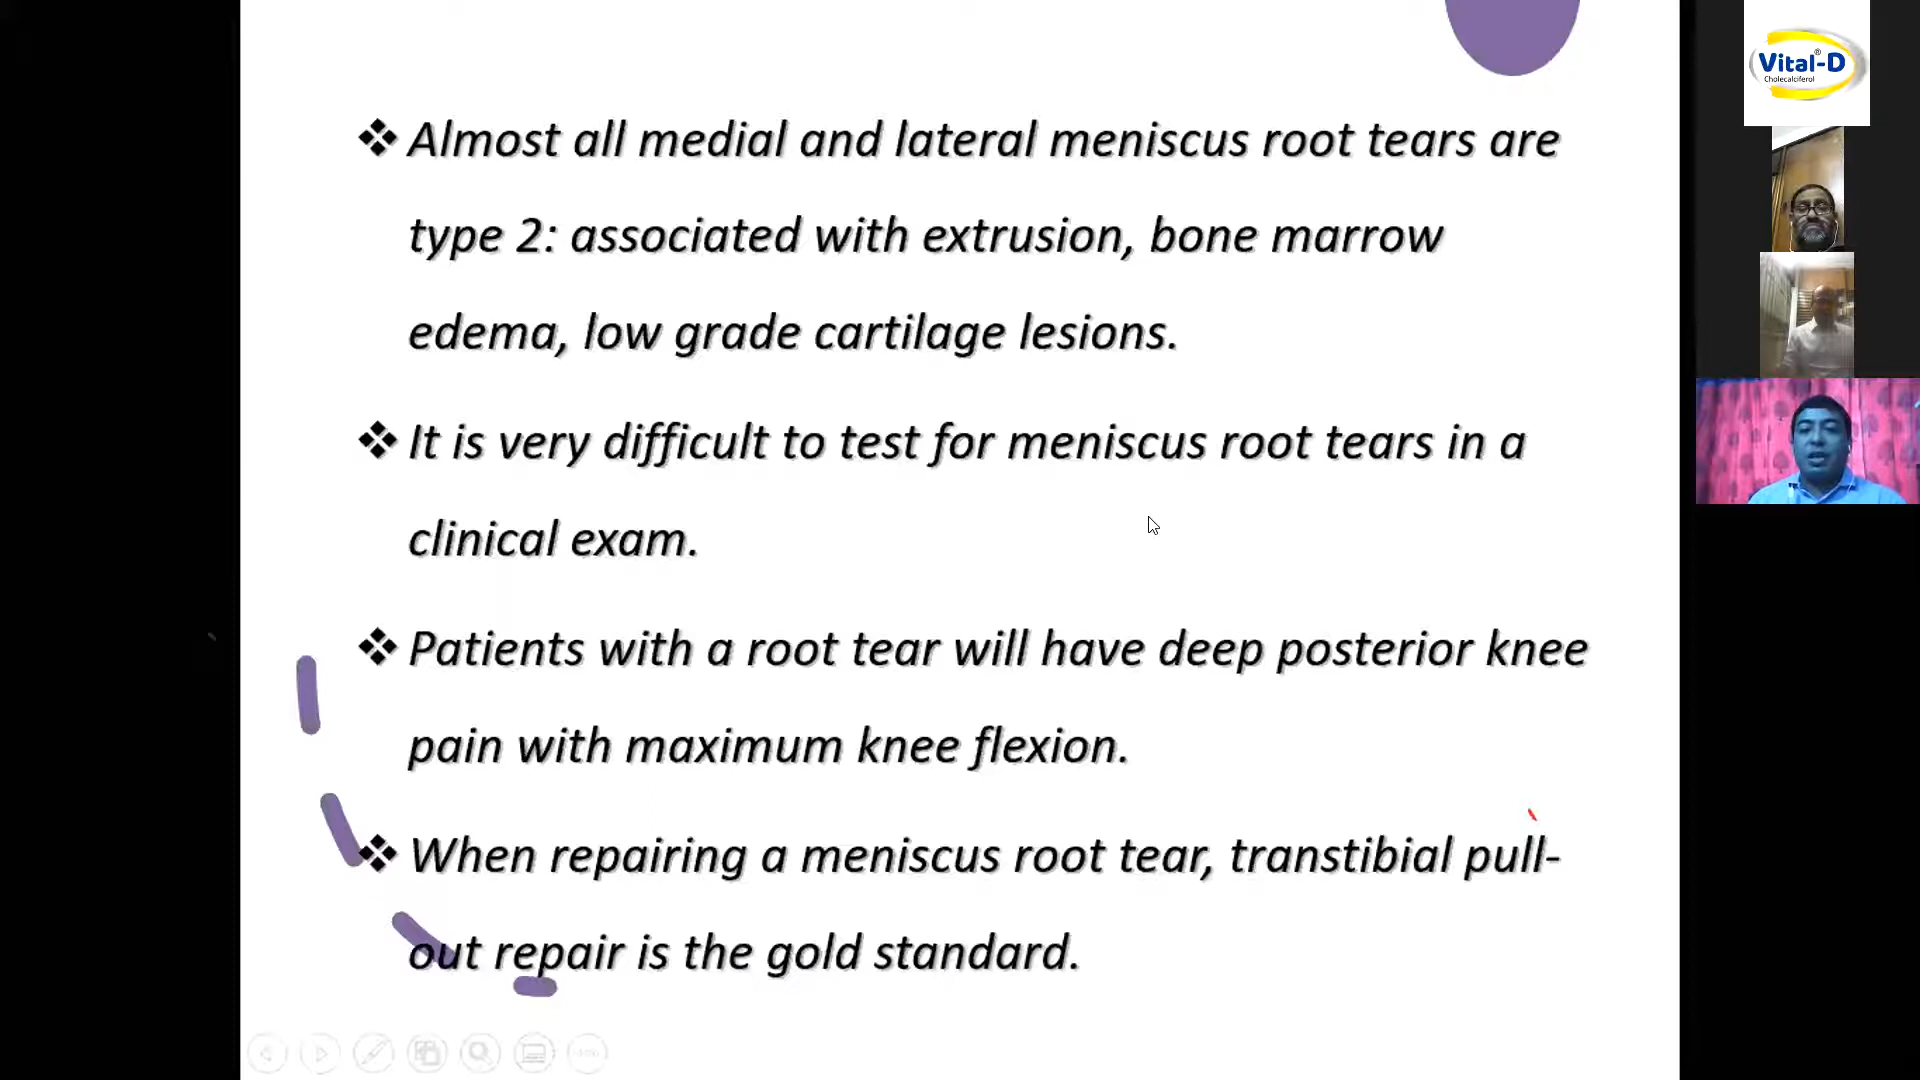 ❖Almost all medial and lateral meniscus root tears are
type 2: associated with extrusion, bone marrow
edema, low grade cartilage lesions.
❖It is very difficult to test for meniscus root tears in a
clinical exam.
❖Patients with a root tear will have deep posterior knee
pain with maximum knee flexion.
❖When repairing a meniscus root tear, transtibial pull-
out repair is the gold standard.
Vital-D®
Cholecalciferol